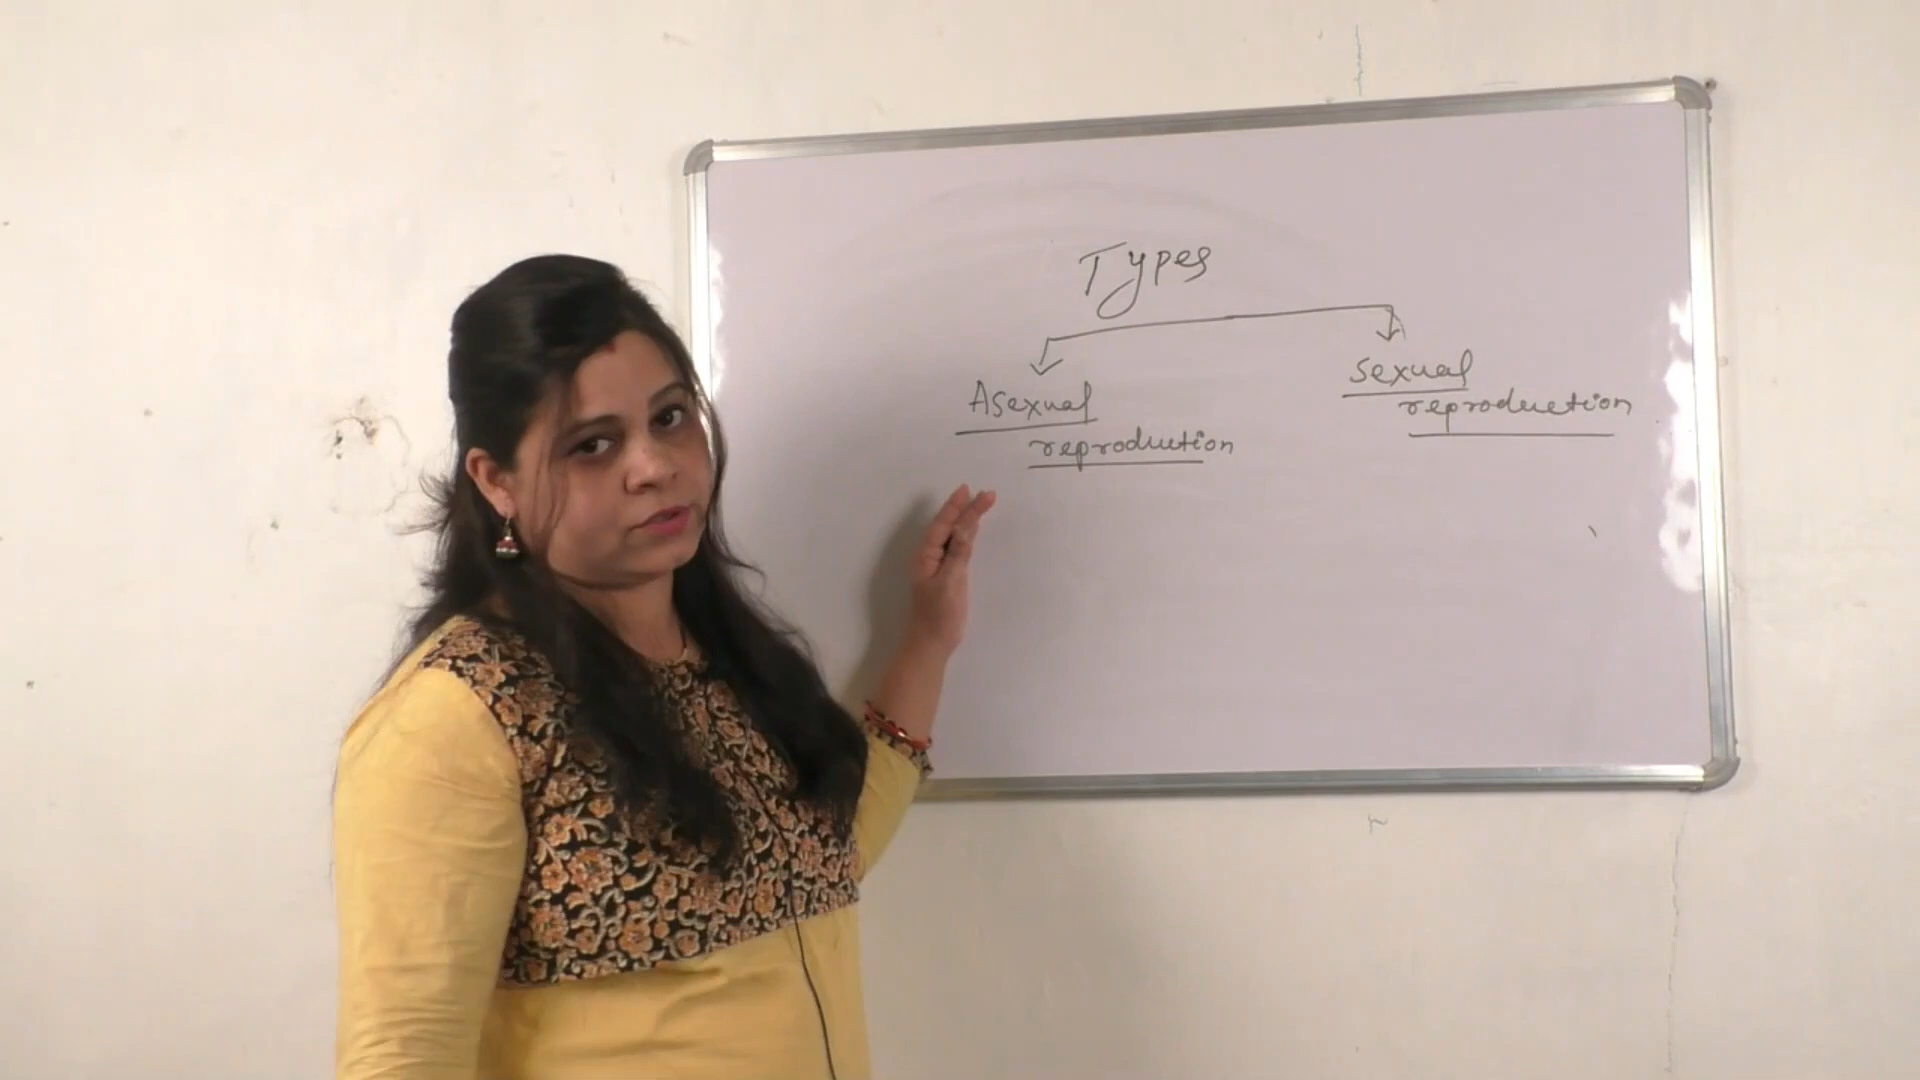 Types
Asexual
reproduction
sexual
reproduction